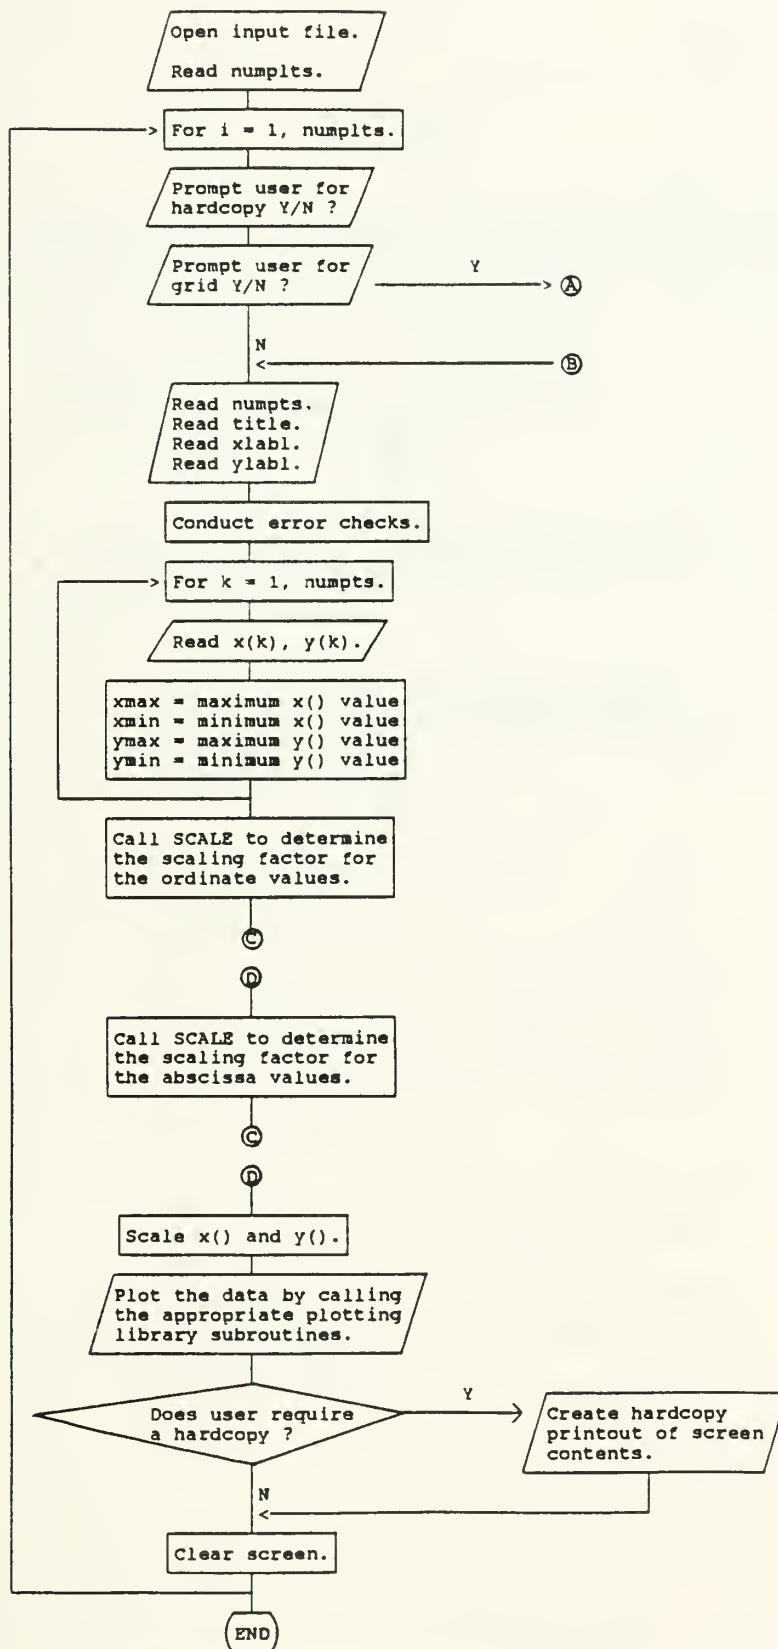 Open input file.
Read numplts.
> For i = 1, numplts.
Prompt user for
hardcopy Y/N ?
Prompt user for
grid Y/N ?
Y
> A
N
< B
Read numpts.
Read title.
Read xlabl.
Read ylabl.
Conduct error checks.
> For k = 1, numpts.
Read x(k), y(k).
xmax = maximum x() value
xmin = minimum x() value
ymax = maximum y() value
ymin = minimum y() value
Call SCALE to determine
the scaling factor for
the ordinate values.
C
D
Call SCALE to determine
the scaling factor for
the abscissa values.
C
D
Scale x() and y().
Plot the data by calling
the appropriate plotting
library subroutines.
Does user require
a hardcopy ?
Y
Create hardcopy
printout of screen
contents.
N
<
Clear screen.
END